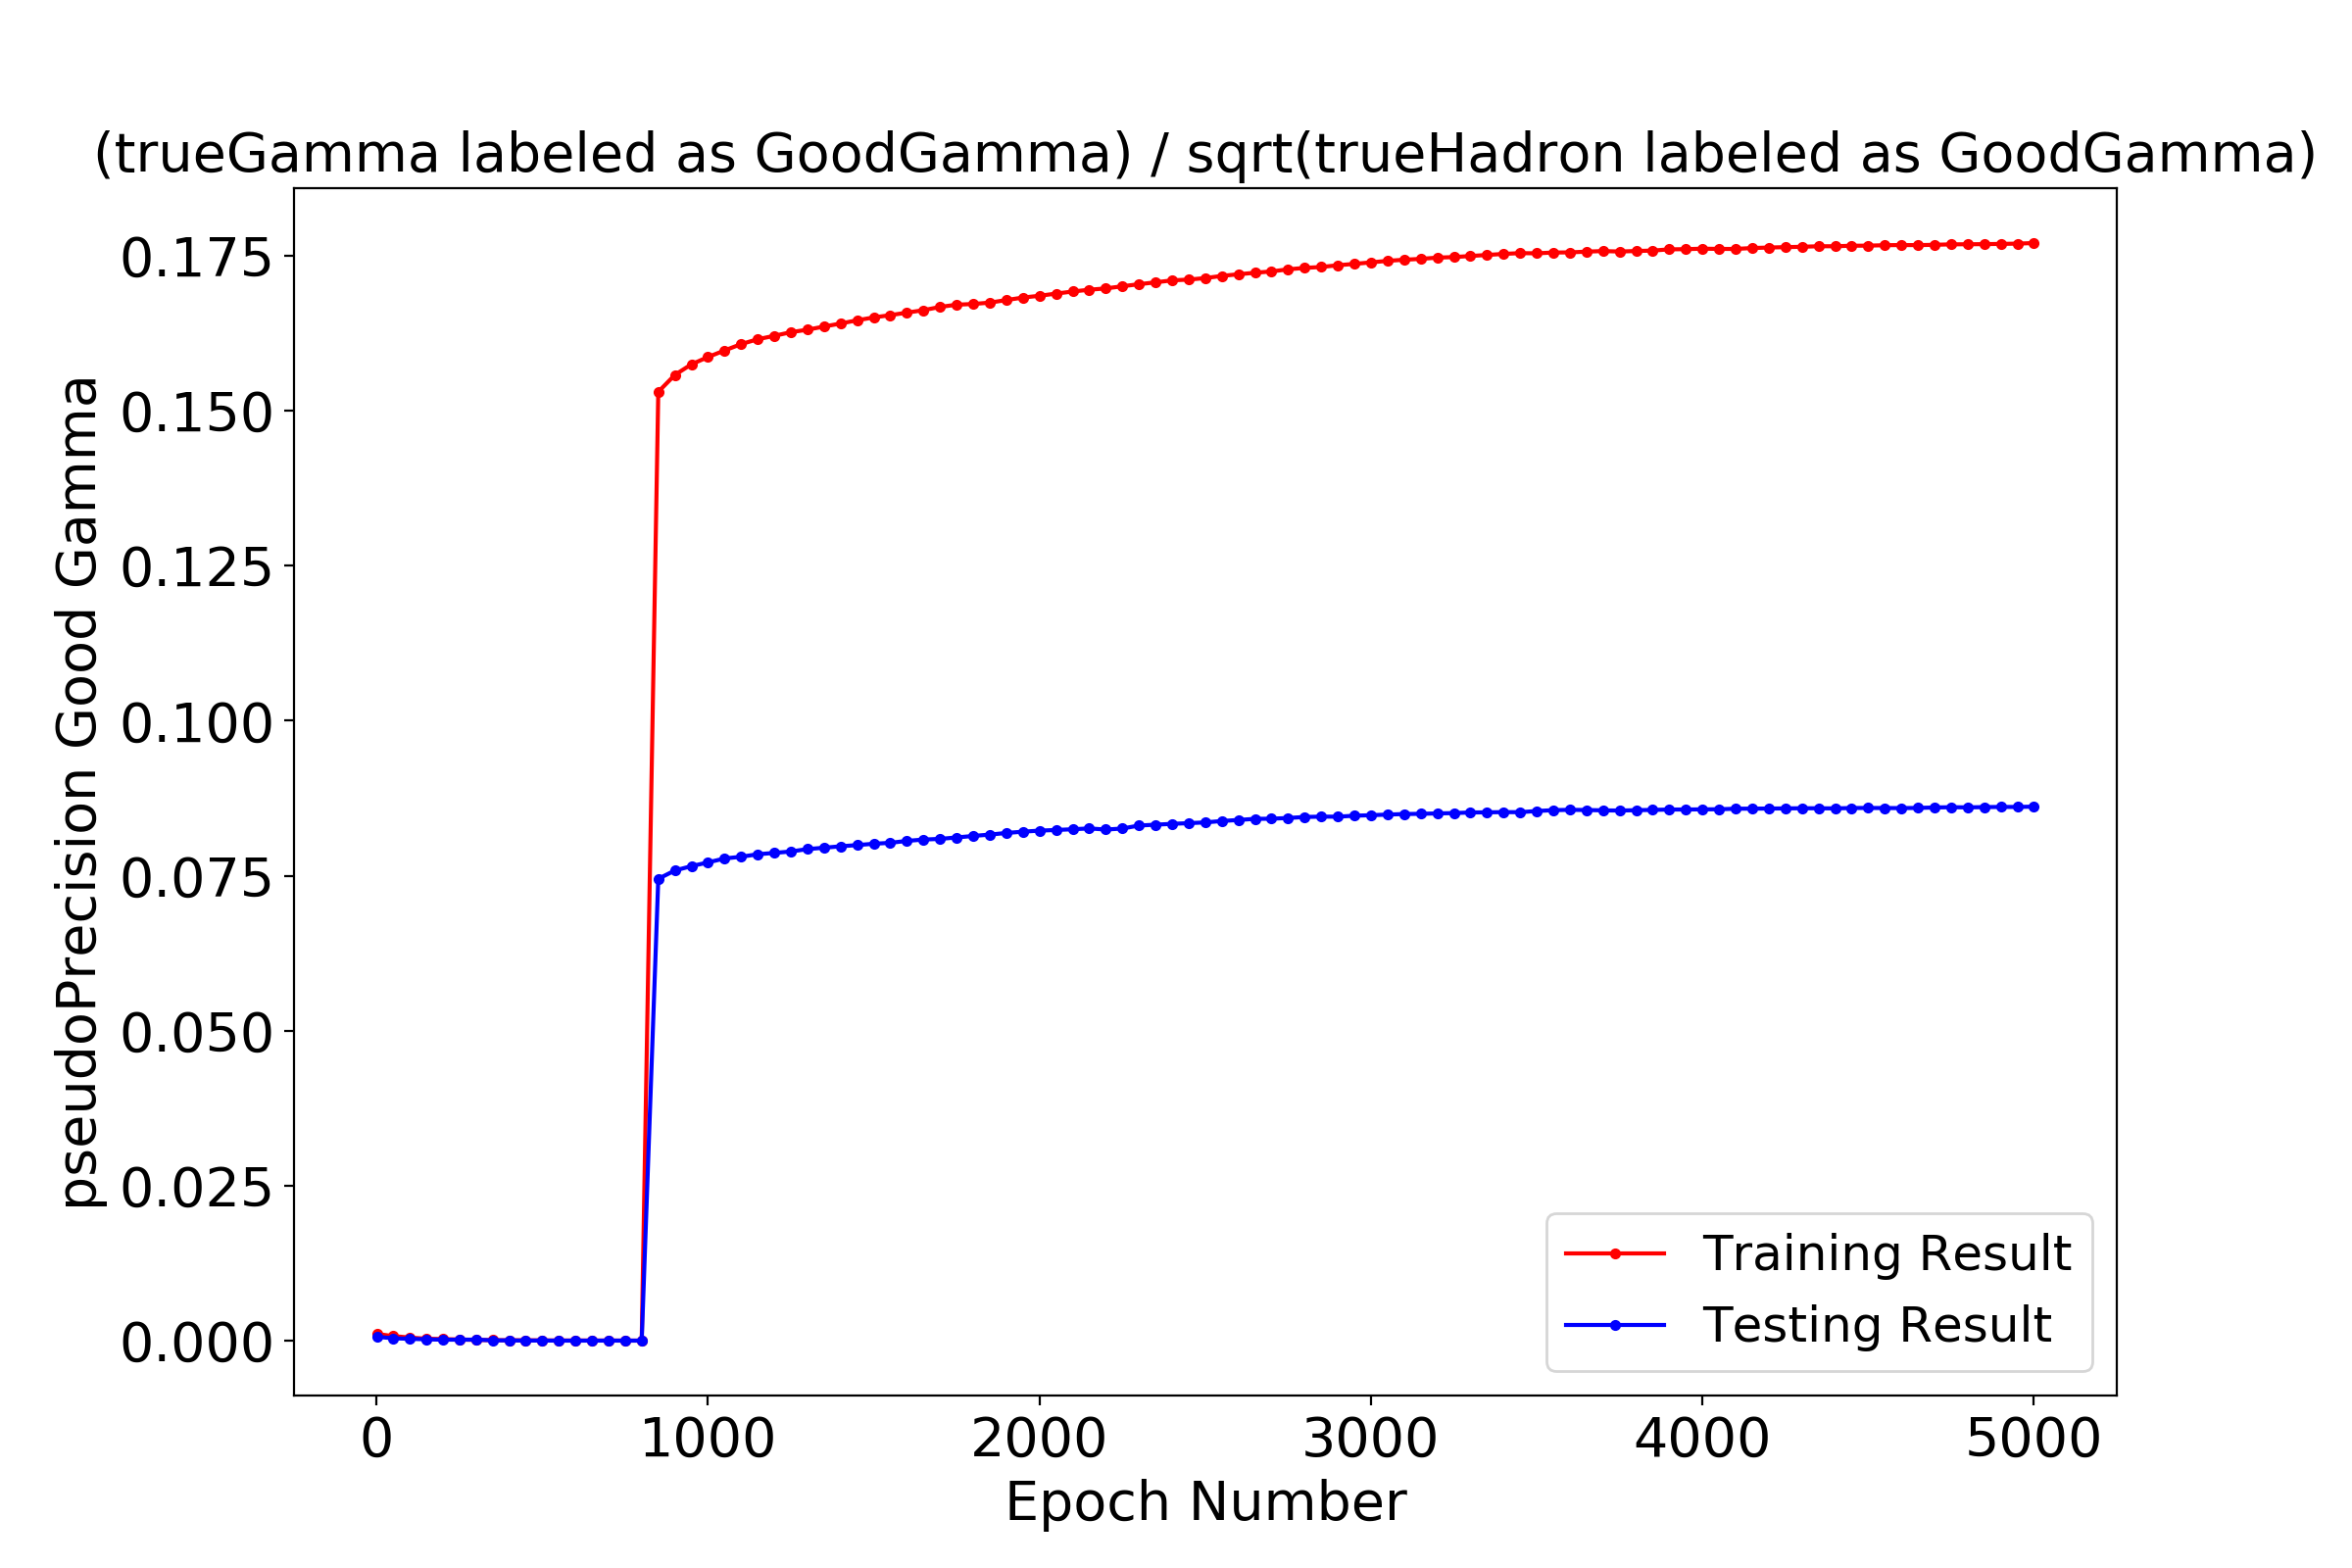 (trueGamma labeled as GoodGamma) / sqrt(trueHadron labeled as GoodGamma)
pseudoPrecision Good Gamma
0.175
0.150
0.125
0.100
0.075
0.050
0.025
0.000
Training Result
Testing Result
0 1000 2000 3000 4000 5000
Epoch Number